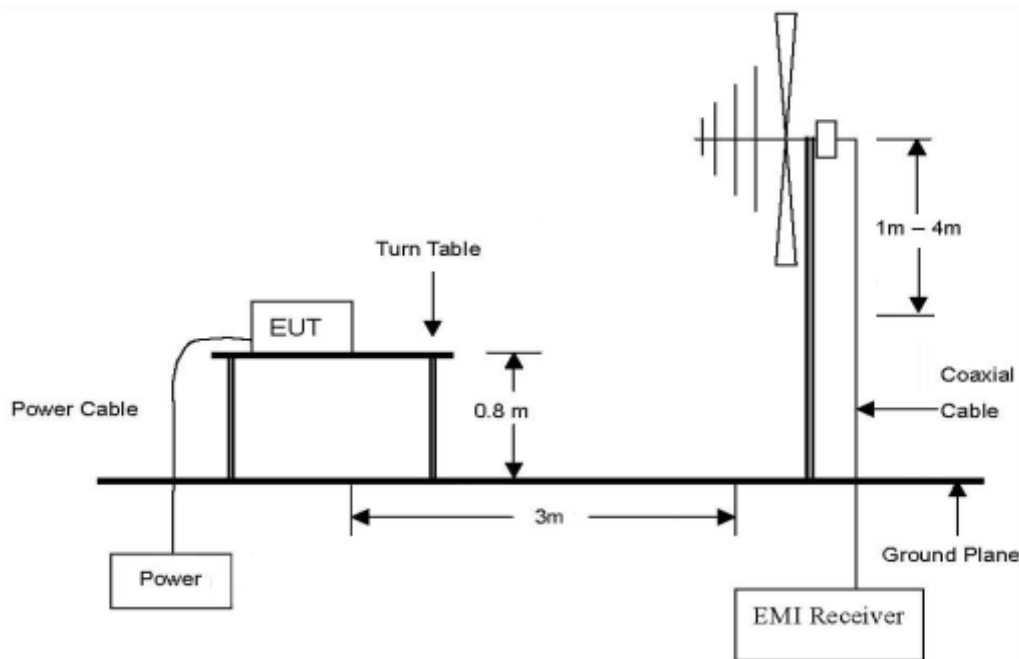 1m – 4m
Turn Table
EUT
Coaxial
Cable
Power Cable
0.8 m
3m
Ground Plane
Power
EMI Receiver